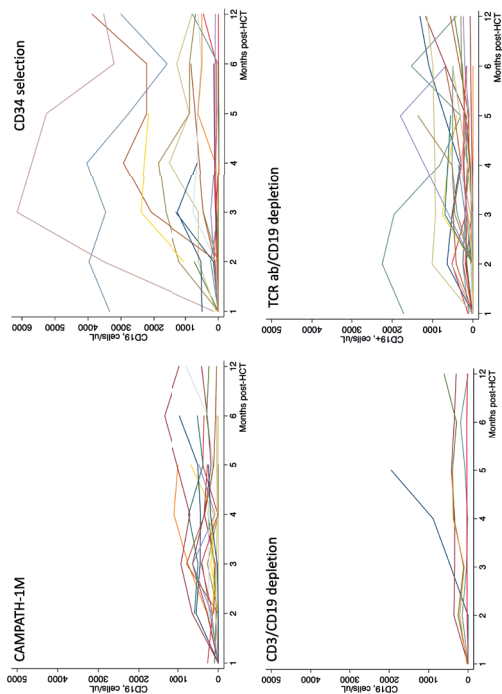 CAMPATH-1M
CD19, cells/uL
5000
4000
3000
2000
1000
0
1 2 3 4 5 6 12
Months post-HCT
CD34 selection
CD19, cells/uL
6000
5000
4000
3000
2000
1000
0
1 2 3 4 5 6 12
Months post-HCT
CD3/CD19 depletion
CD19, cells/uL
5000
4000
3000
2000
1000
0
1 2 3 4 5 6 12
Months post-HCT
TCR ab/CD19 depletion
CD19+, cells/uL
5000
4000
3000
2000
1000
0
1 2 3 4 5 6 12
Months post-HCT